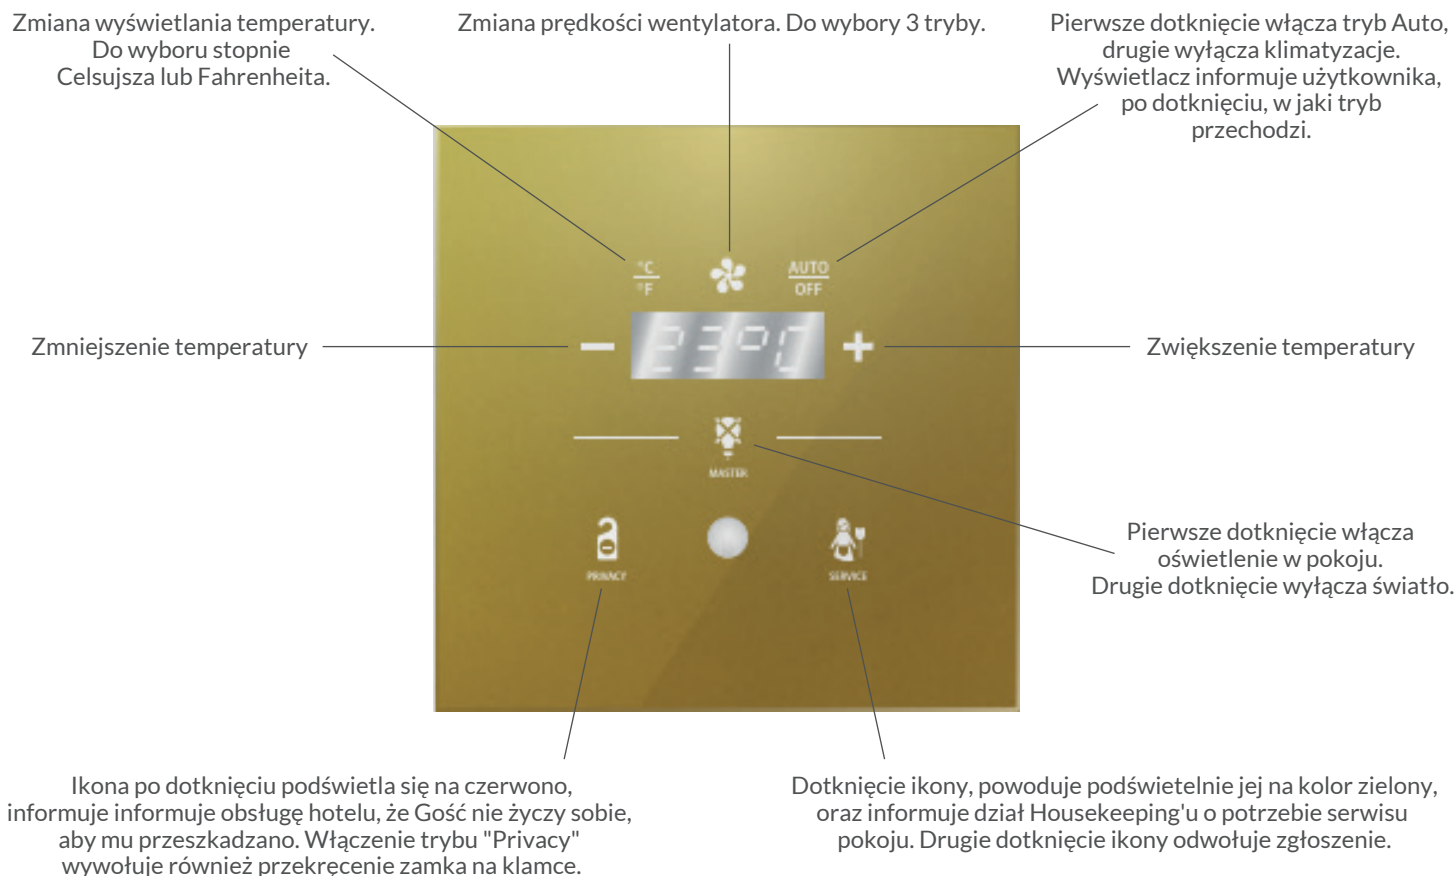 Zmiana wyświetlania temperatury.
Do wyboru stopnie
Celsujsza lub Fahrenheita.
Zmiana prędkości wentylatora. Do wybory 3 tryby.
Pierwsze dotknięcie włącza tryb Auto,
drugie wyłącza klimatyzacje.
Wyświetlacz informuje użytkownika,
po dotknięciu, w jaki tryb
przechodzi.
°C
°F
AUTO
OFF
Zmniejszenie temperatury
23°C
Zwiększenie temperatury
MASTER
Pierwsze dotknięcie włącza
oświetlenie w pokoju.
Drugie dotknięcie wyłącza światło.
PRIVACY
SERVICE
Ikona po dotknięciu podświetla się na czerwono,
informuje informuje obsługę hotelu, że Gość nie życzy sobie,
aby mu przeszkadzano. Włączenie trybu "Privacy"
wywołuje również przekręcenie zamka na klamce.
Dotknięcie ikony, powoduje podświetelnie jej na kolor zielony,
oraz informuje dział Housekeeping'u o potrzebie serwisu
pokoju. Drugie dotknięcie ikony odwołuje zgłoszenie.